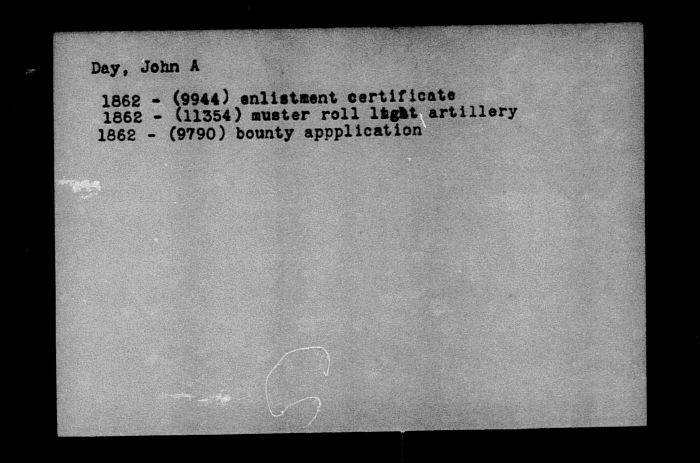 Day, John A
1862 - (9944) enlistment certificate
1862 - (11354) muster roll light artillery
1862 - (9790) bounty appplication